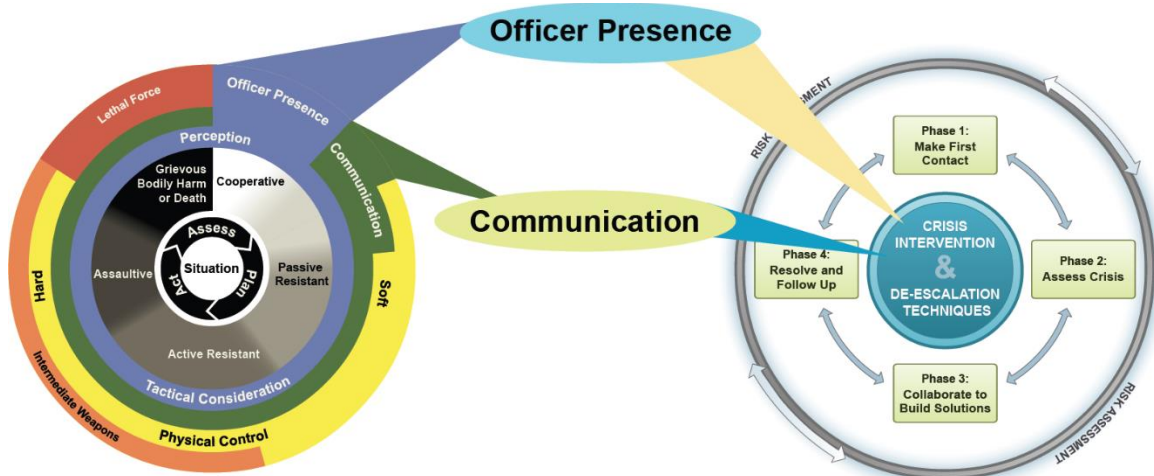 Officer Presence
Communication
Lethal Force
Officer Presence
Communication
Perception
Grievous
Bodily Harm
or Death
Cooperative
Assess
Situation
Plan
Act
Assaultive
Passive
Resistant
Active Resistant
Tactical Consideration
Hard
Soft
Physical Control
Intermediate Weapons
RISK
SMENT
Phase 1:
Make First
Contact
CRISIS
INTERVENTION
&
DE-ESCALATION
TECHNIQUES
Phase 4:
Resolve and
Follow Up
Phase 2:
Assess Crisis
Phase 3:
Collaborate to
Build Solutions
RISK ASSESSMENT